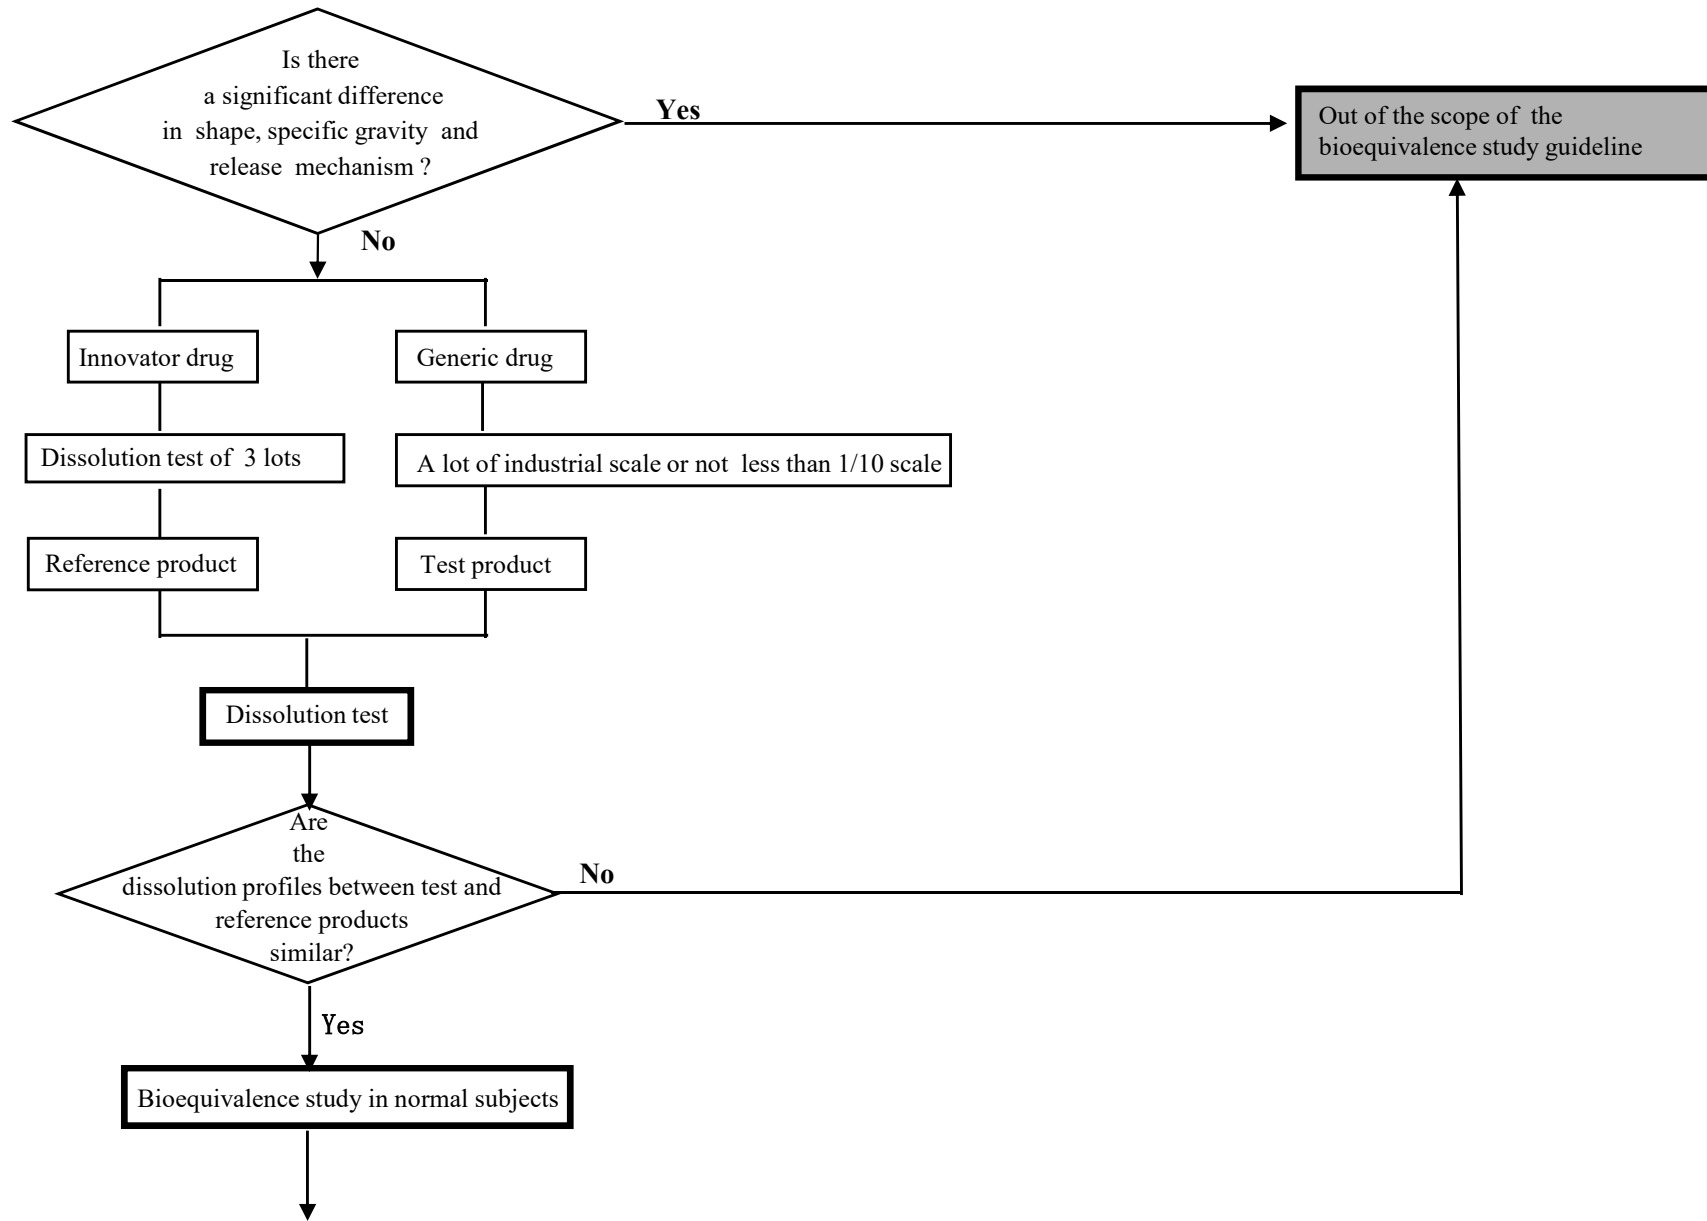 Is there
a significant difference
in shape, specific gravity and
release mechanism ?
Yes
Out of the scope of the
bioequivalence study guideline
No
Innovator drug
Generic drug
Dissolution test of 3 lots
A lot of industrial scale or not less than 1/10 scale
Reference product
Test product
Dissolution test
Are
the
dissolution profiles between test and
reference products
similar?
No
Yes
Bioequivalence study in normal subjects